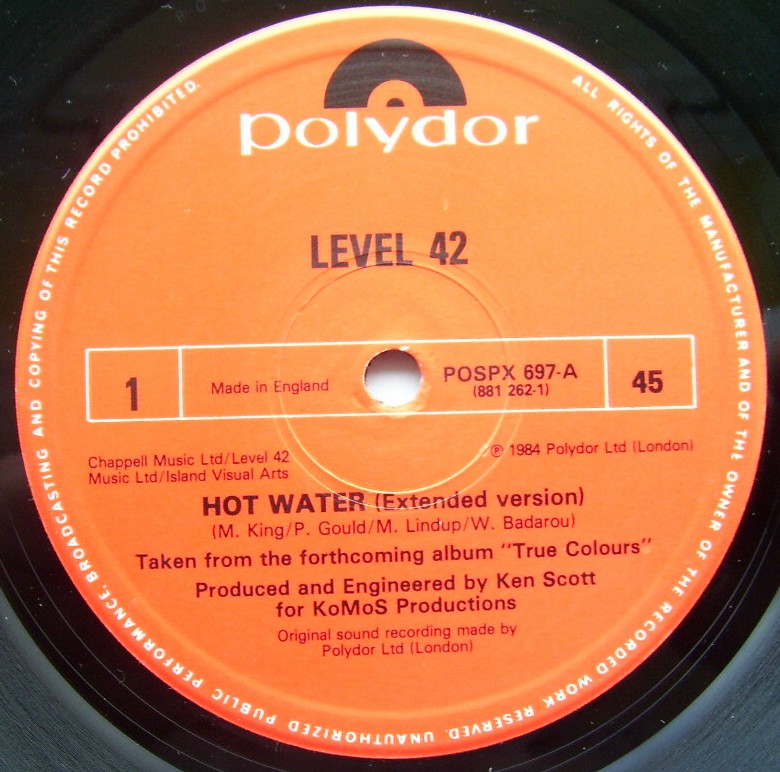 polydor
LEVEL 42
1
Made in England
POSPX 697-A
(881 262-1)
45
Chappell Music Ltd/Level 42
Music Ltd/Island Visual Arts
℗ 1984 Polydor Ltd (London)
HOT WATER (Extended version)
(M. King/P. Gould/M. Lindup/W. Badarou)
Taken from the forthcoming album "True Colours"
Produced and Engineered by Ken Scott
for KoMoS Productions
Original sound recording made by
Polydor Ltd (London)
ALL RIGHTS OF THE MANUFACTURER AND OF THE OWNER OF THE RECORDED WORK RESERVED. UNAUTHORIZED PUBLIC PERFORMANCE, BROADCASTING AND COPYING OF THIS RECORD PROHIBITED.